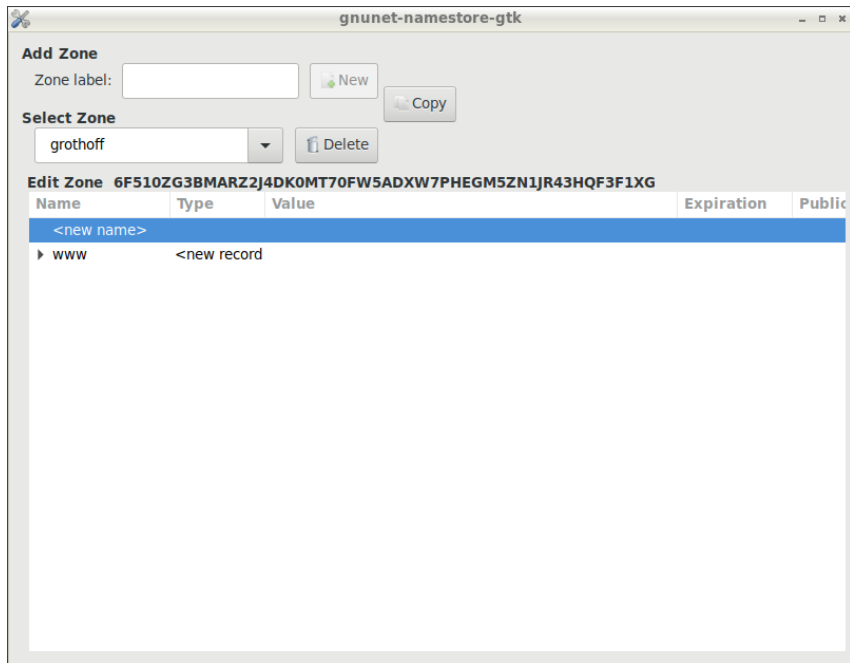 gnunet-namestore-gtk
Add Zone
Zone label: New
Copy
Select Zone
grothoff Delete
Edit Zone 6F510ZG3BMARZ2J4DK0MT70FW5ADXW7PHEGM5ZN1JR43HQF3F1XG
Name Type Value Expiration Public
<new name>
www <new record